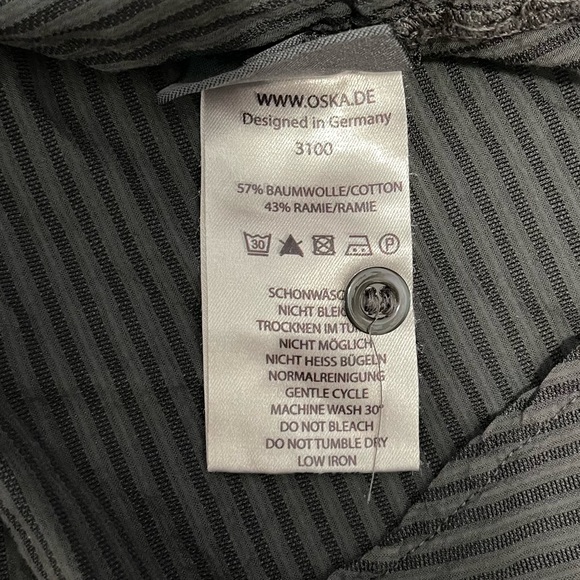 WWW.OSKA.DE
Designed in Germany
3100
57% BAUMWOLLE/COTTON
43% RAMIE/RAMIE
30 P
NICHT
TROCKNEN IM
NICHT MÖGLICH
NICHT HEISS BÜGELN
NORMALREINIGUNG
GENTLE CYCLE
MACHINE WASH 30°
DO NOT BLEACH
DO NOT TUMBLE DRY
LOW IRON